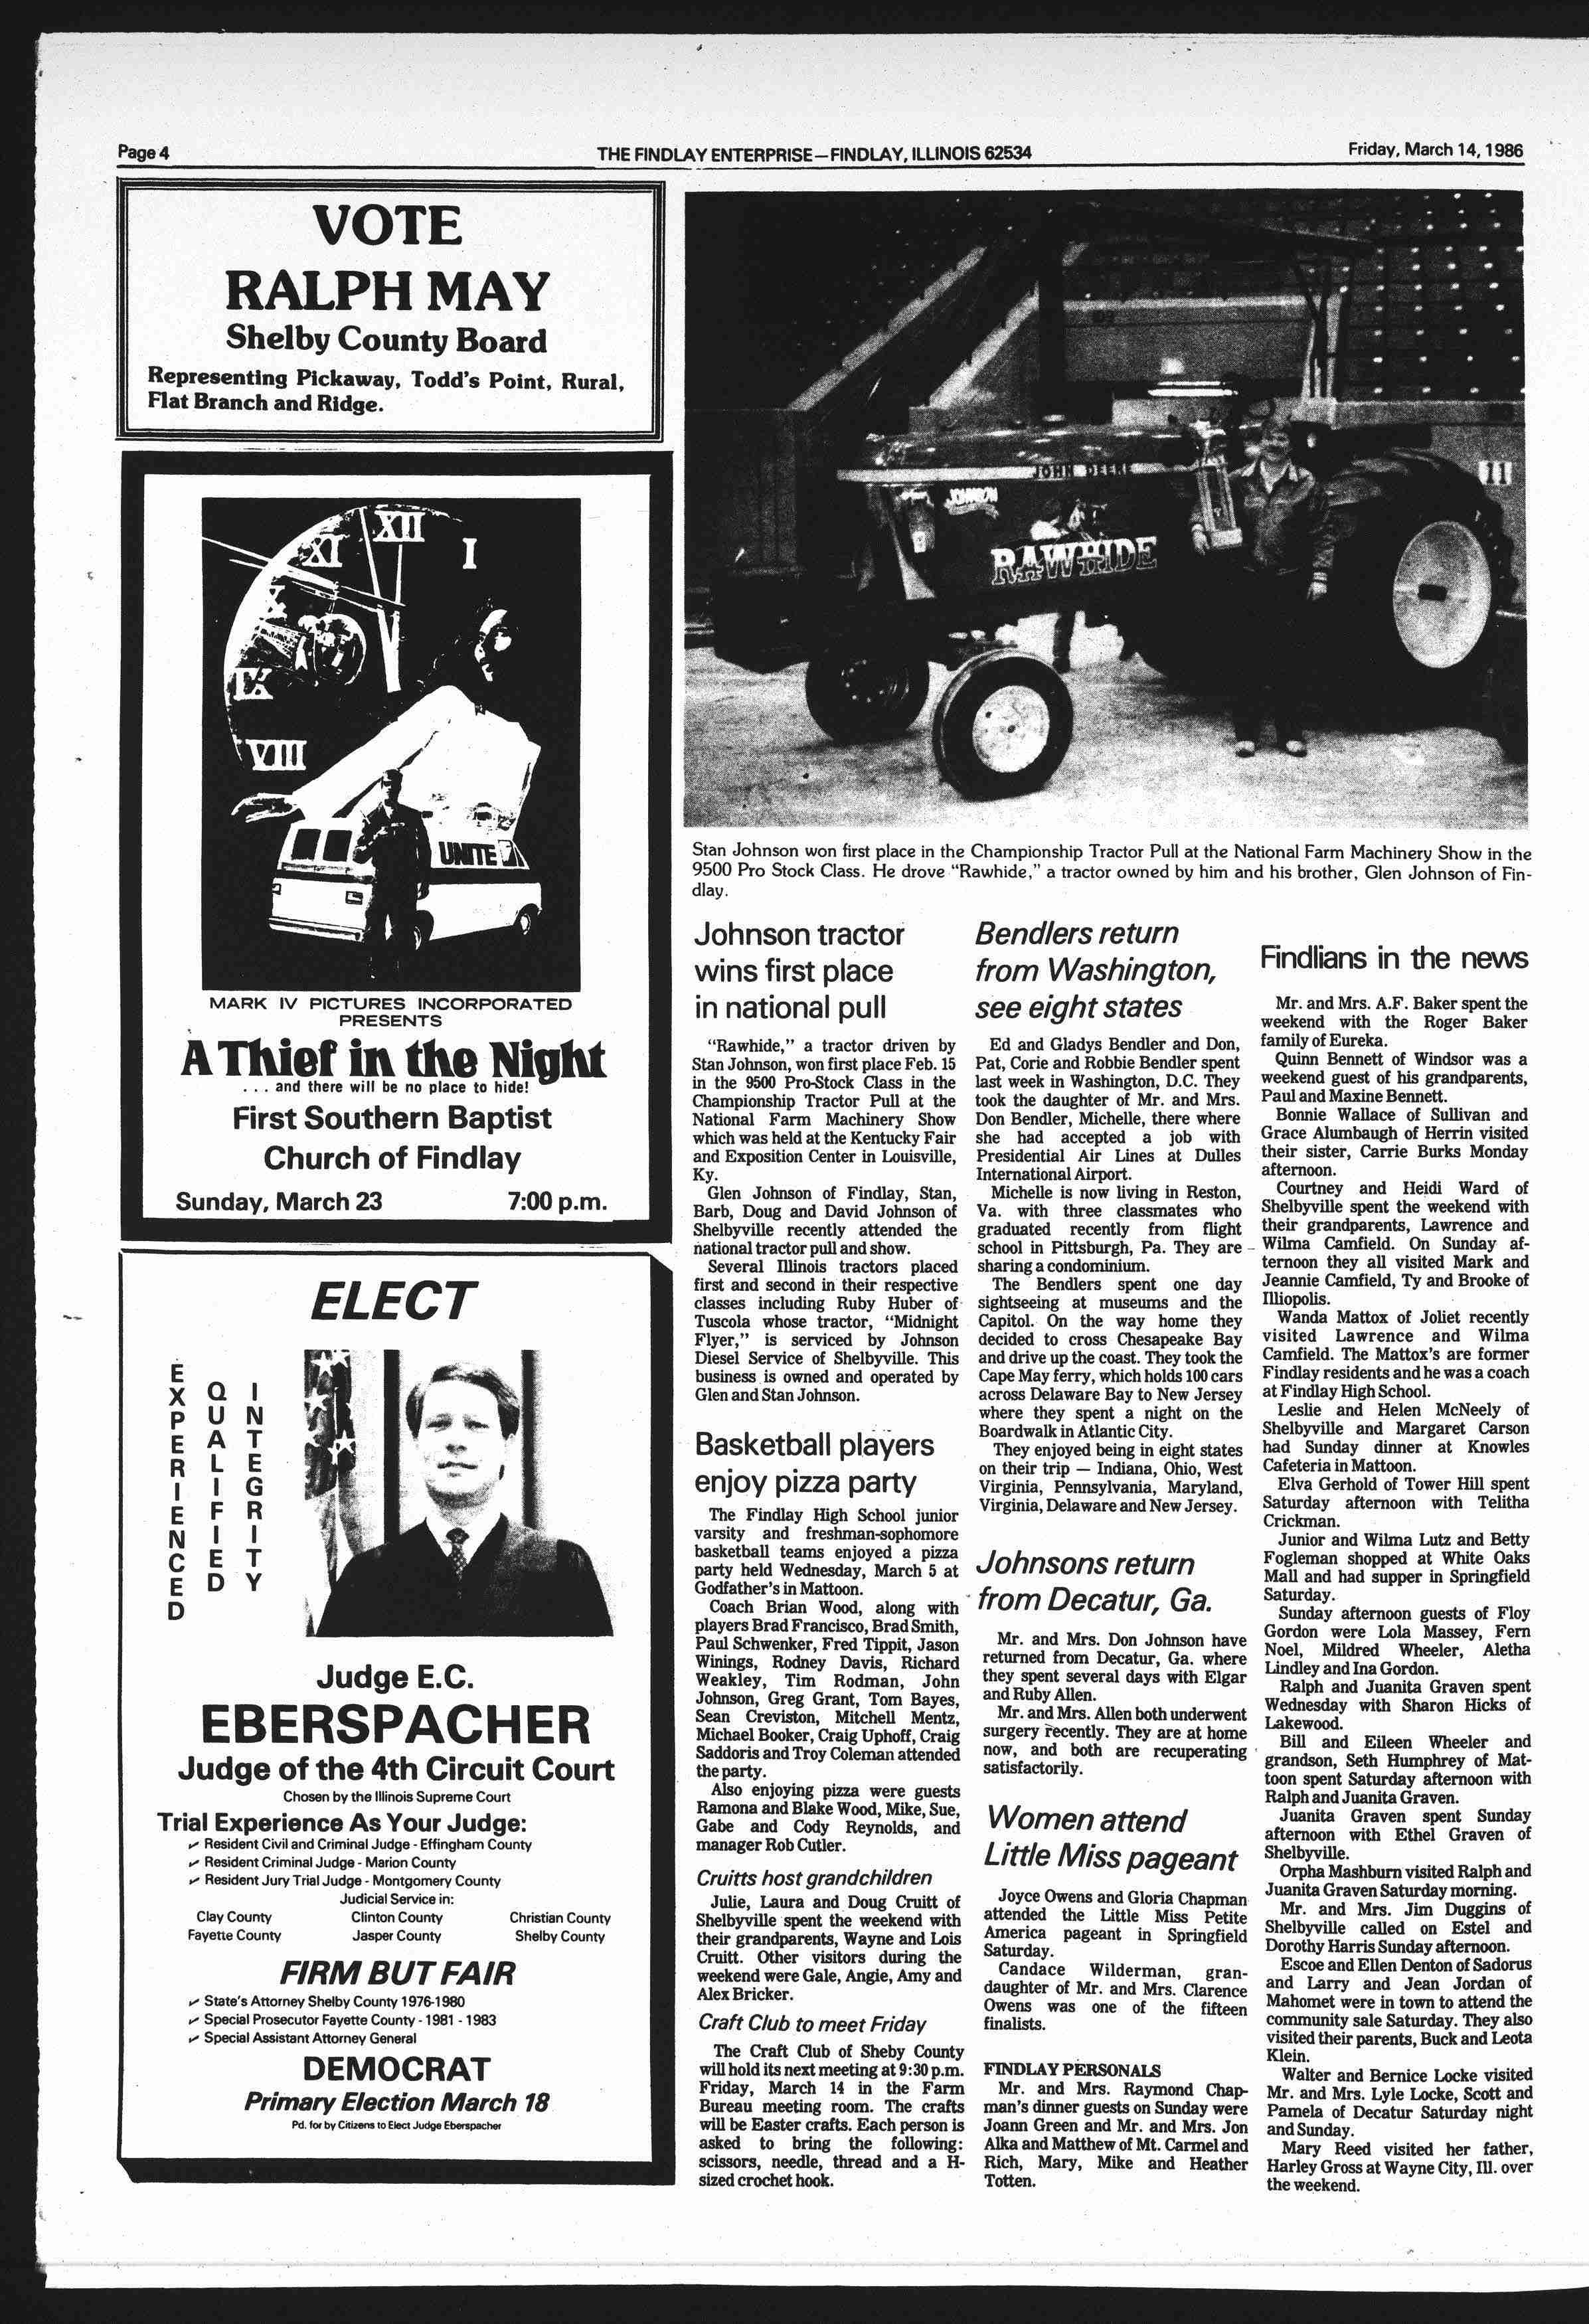 Page 4
THE FINDLAY ENTERPRISE—FINDLAY, ILLINOIS 62534
Friday, March 14, 1986
VOTE
RALPH MAY
Shelby County Board
Representing Pickaway, Todd's Point, Rural,
Flat Branch and Ridge.
XII
XI
I
X
IX
VIII
UNITE
MARK IV PICTURES INCORPORATED
PRESENTS
A Thief in the Night
. . . and there will be no place to hide!
First Southern Baptist
Church of Findlay
Sunday, March 23 7:00 p.m.
ELECT
EXPERIENCED
QUALIFIED
INTEGRITY
Judge E.C.
EBERSPACHER
Judge of the 4th Circuit Court
Chosen by the Illinois Supreme Court
Trial Experience As Your Judge:
✓ Resident Civil and Criminal Judge - Effingham County
✓ Resident Criminal Judge - Marion County
✓ Resident Jury Trial Judge - Montgomery County
Judicial Service in:
Clay County Clinton County Christian County
Fayette County Jasper County Shelby County
FIRM BUT FAIR
✓ State's Attorney Shelby County 1976-1980
✓ Special Prosecutor Fayette County - 1981 - 1983
✓ Special Assistant Attorney General
DEMOCRAT
Primary Election March 18
Pd. for by Citizens to Elect Judge Eberspacher
JOHN DEERE
JOHNSON
RAWHIDE
11
Stan Johnson won first place in the Championship Tractor Pull at the National Farm Machinery Show in the
9500 Pro Stock Class. He drove "Rawhide," a tractor owned by him and his brother, Glen Johnson of Fin-
dlay.
Johnson tractor
wins first place
in national pull
"Rawhide," a tractor driven by
Stan Johnson, won first place Feb. 15
in the 9500 Pro-Stock Class in the
Championship Tractor Pull at the
National Farm Machinery Show
which was held at the Kentucky Fair
and Exposition Center in Louisville,
Ky.
Glen Johnson of Findlay, Stan,
Barb, Doug and David Johnson of
Shelbyville recently attended the
national tractor pull and show.
Several Illinois tractors placed
first and second in their respective
classes including Ruby Huber of
Tuscola whose tractor, "Midnight
Flyer," is serviced by Johnson
Diesel Service of Shelbyville. This
business is owned and operated by
Glen and Stan Johnson.
Basketball players
enjoy pizza party
The Findlay High School junior
varsity and freshman-sophomore
basketball teams enjoyed a pizza
party held Wednesday, March 5 at
Godfather's in Mattoon.
Coach Brian Wood, along with
players Brad Francisco, Brad Smith,
Paul Schwenker, Fred Tippit, Jason
Winings, Rodney Davis, Richard
Weakley, Tim Rodman, John
Johnson, Greg Grant, Tom Bayes,
Sean Creviston, Mitchell Mentz,
Michael Booker, Craig Uphoff, Craig
Saddoris and Troy Coleman attended
the party.
Also enjoying pizza were guests
Ramona and Blake Wood, Mike, Sue,
Gabe and Cody Reynolds, and
manager Rob Cutler.
Cruitts host grandchildren
Julie, Laura and Doug Cruitt of
Shelbyville spent the weekend with
their grandparents, Wayne and Lois
Cruitt. Other visitors during the
weekend were Gale, Angie, Amy and
Alex Bricker.
Craft Club to meet Friday
The Craft Club of Sheby County
will hold its next meeting at 9:30 p.m.
Friday, March 14 in the Farm
Bureau meeting room. The crafts
will be Easter crafts. Each person is
asked to bring the following:
scissors, needle, thread and a H-
sized crochet hook.
Bendlers return
from Washington,
see eight states
Ed and Gladys Bendler and Don,
Pat, Corie and Robbie Bendler spent
last week in Washington, D.C. They
took the daughter of Mr. and Mrs.
Don Bendler, Michelle, there where
she had accepted a job with
Presidential Air Lines at Dulles
International Airport.
Michelle is now living in Reston,
Va. with three classmates who
graduated recently from flight
school in Pittsburgh, Pa. They are
sharing a condominium.
The Bendlers spent one day
sightseeing at museums and the
Capitol. On the way home they
decided to cross Chesapeake Bay
and drive up the coast. They took the
Cape May ferry, which holds 100 cars
across Delaware Bay to New Jersey
where they spent a night on the
Boardwalk in Atlantic City.
They enjoyed being in eight states
on their trip — Indiana, Ohio, West
Virginia, Pennsylvania, Maryland,
Virginia, Delaware and New Jersey.
Johnsons return
from Decatur, Ga.
Mr. and Mrs. Don Johnson have
returned from Decatur, Ga. where
they spent several days with Elgar
and Ruby Allen.
Mr. and Mrs. Allen both underwent
surgery recently. They are at home
now, and both are recuperating
satisfactorily.
Women attend
Little Miss pageant
Joyce Owens and Gloria Chapman
attended the Little Miss Petite
America pageant in Springfield
Saturday.
Candace Wilderman, gran-
daughter of Mr. and Mrs. Clarence
Owens was one of the fifteen
finalists.
FINDLAY PERSONALS
Mr. and Mrs. Raymond Chap-
man's dinner guests on Sunday were
Joann Green and Mr. and Mrs. Jon
Alka and Matthew of Mt. Carmel and
Rich, Mary, Mike and Heather
Totten.
Findlians in the news
Mr. and Mrs. A.F. Baker spent the
weekend with the Roger Baker
family of Eureka.
Quinn Bennett of Windsor was a
weekend guest of his grandparents,
Paul and Maxine Bennett.
Bonnie Wallace of Sullivan and
Grace Alumbaugh of Herrin visited
their sister, Carrie Burks Monday
afternoon.
Courtney and Heidi Ward of
Shelbyville spent the weekend with
their grandparents, Lawrence and
Wilma Camfield. On Sunday af-
ternoon they all visited Mark and
Jeannie Camfield, Ty and Brooke of
Illiopolis.
Wanda Mattox of Joliet recently
visited Lawrence and Wilma
Camfield. The Mattox's are former
Findlay residents and he was a coach
at Findlay High School.
Leslie and Helen McNeely of
Shelbyville and Margaret Carson
had Sunday dinner at Knowles
Cafeteria in Mattoon.
Elva Gerhold of Tower Hill spent
Saturday afternoon with Telitha
Crickman.
Junior and Wilma Lutz and Betty
Fogleman shopped at White Oaks
Mall and had supper in Springfield
Saturday.
Sunday afternoon guests of Floy
Gordon were Lola Massey, Fern
Noel, Mildred Wheeler, Aletha
Lindley and Ina Gordon.
Ralph and Juanita Graven spent
Wednesday with Sharon Hicks of
Lakewood.
Bill and Eileen Wheeler and
grandson, Seth Humphrey of Mat-
toon spent Saturday afternoon with
Ralph and Juanita Graven.
Juanita Graven spent Sunday
afternoon with Ethel Graven of
Shelbyville.
Orpha Mashburn visited Ralph and
Juanita Graven Saturday morning.
Mr. and Mrs. Jim Duggins of
Shelbyville called on Estel and
Dorothy Harris Sunday afternoon.
Escoe and Ellen Denton of Sadorus
and Larry and Jean Jordan of
Mahomet were in town to attend the
community sale Saturday. They also
visited their parents, Buck and Leota
Klein.
Walter and Bernice Locke visited
Mr. and Mrs. Lyle Locke, Scott and
Pamela of Decatur Saturday night
and Sunday.
Mary Reed visited her father,
Harley Gross at Wayne City, Ill. over
the weekend.